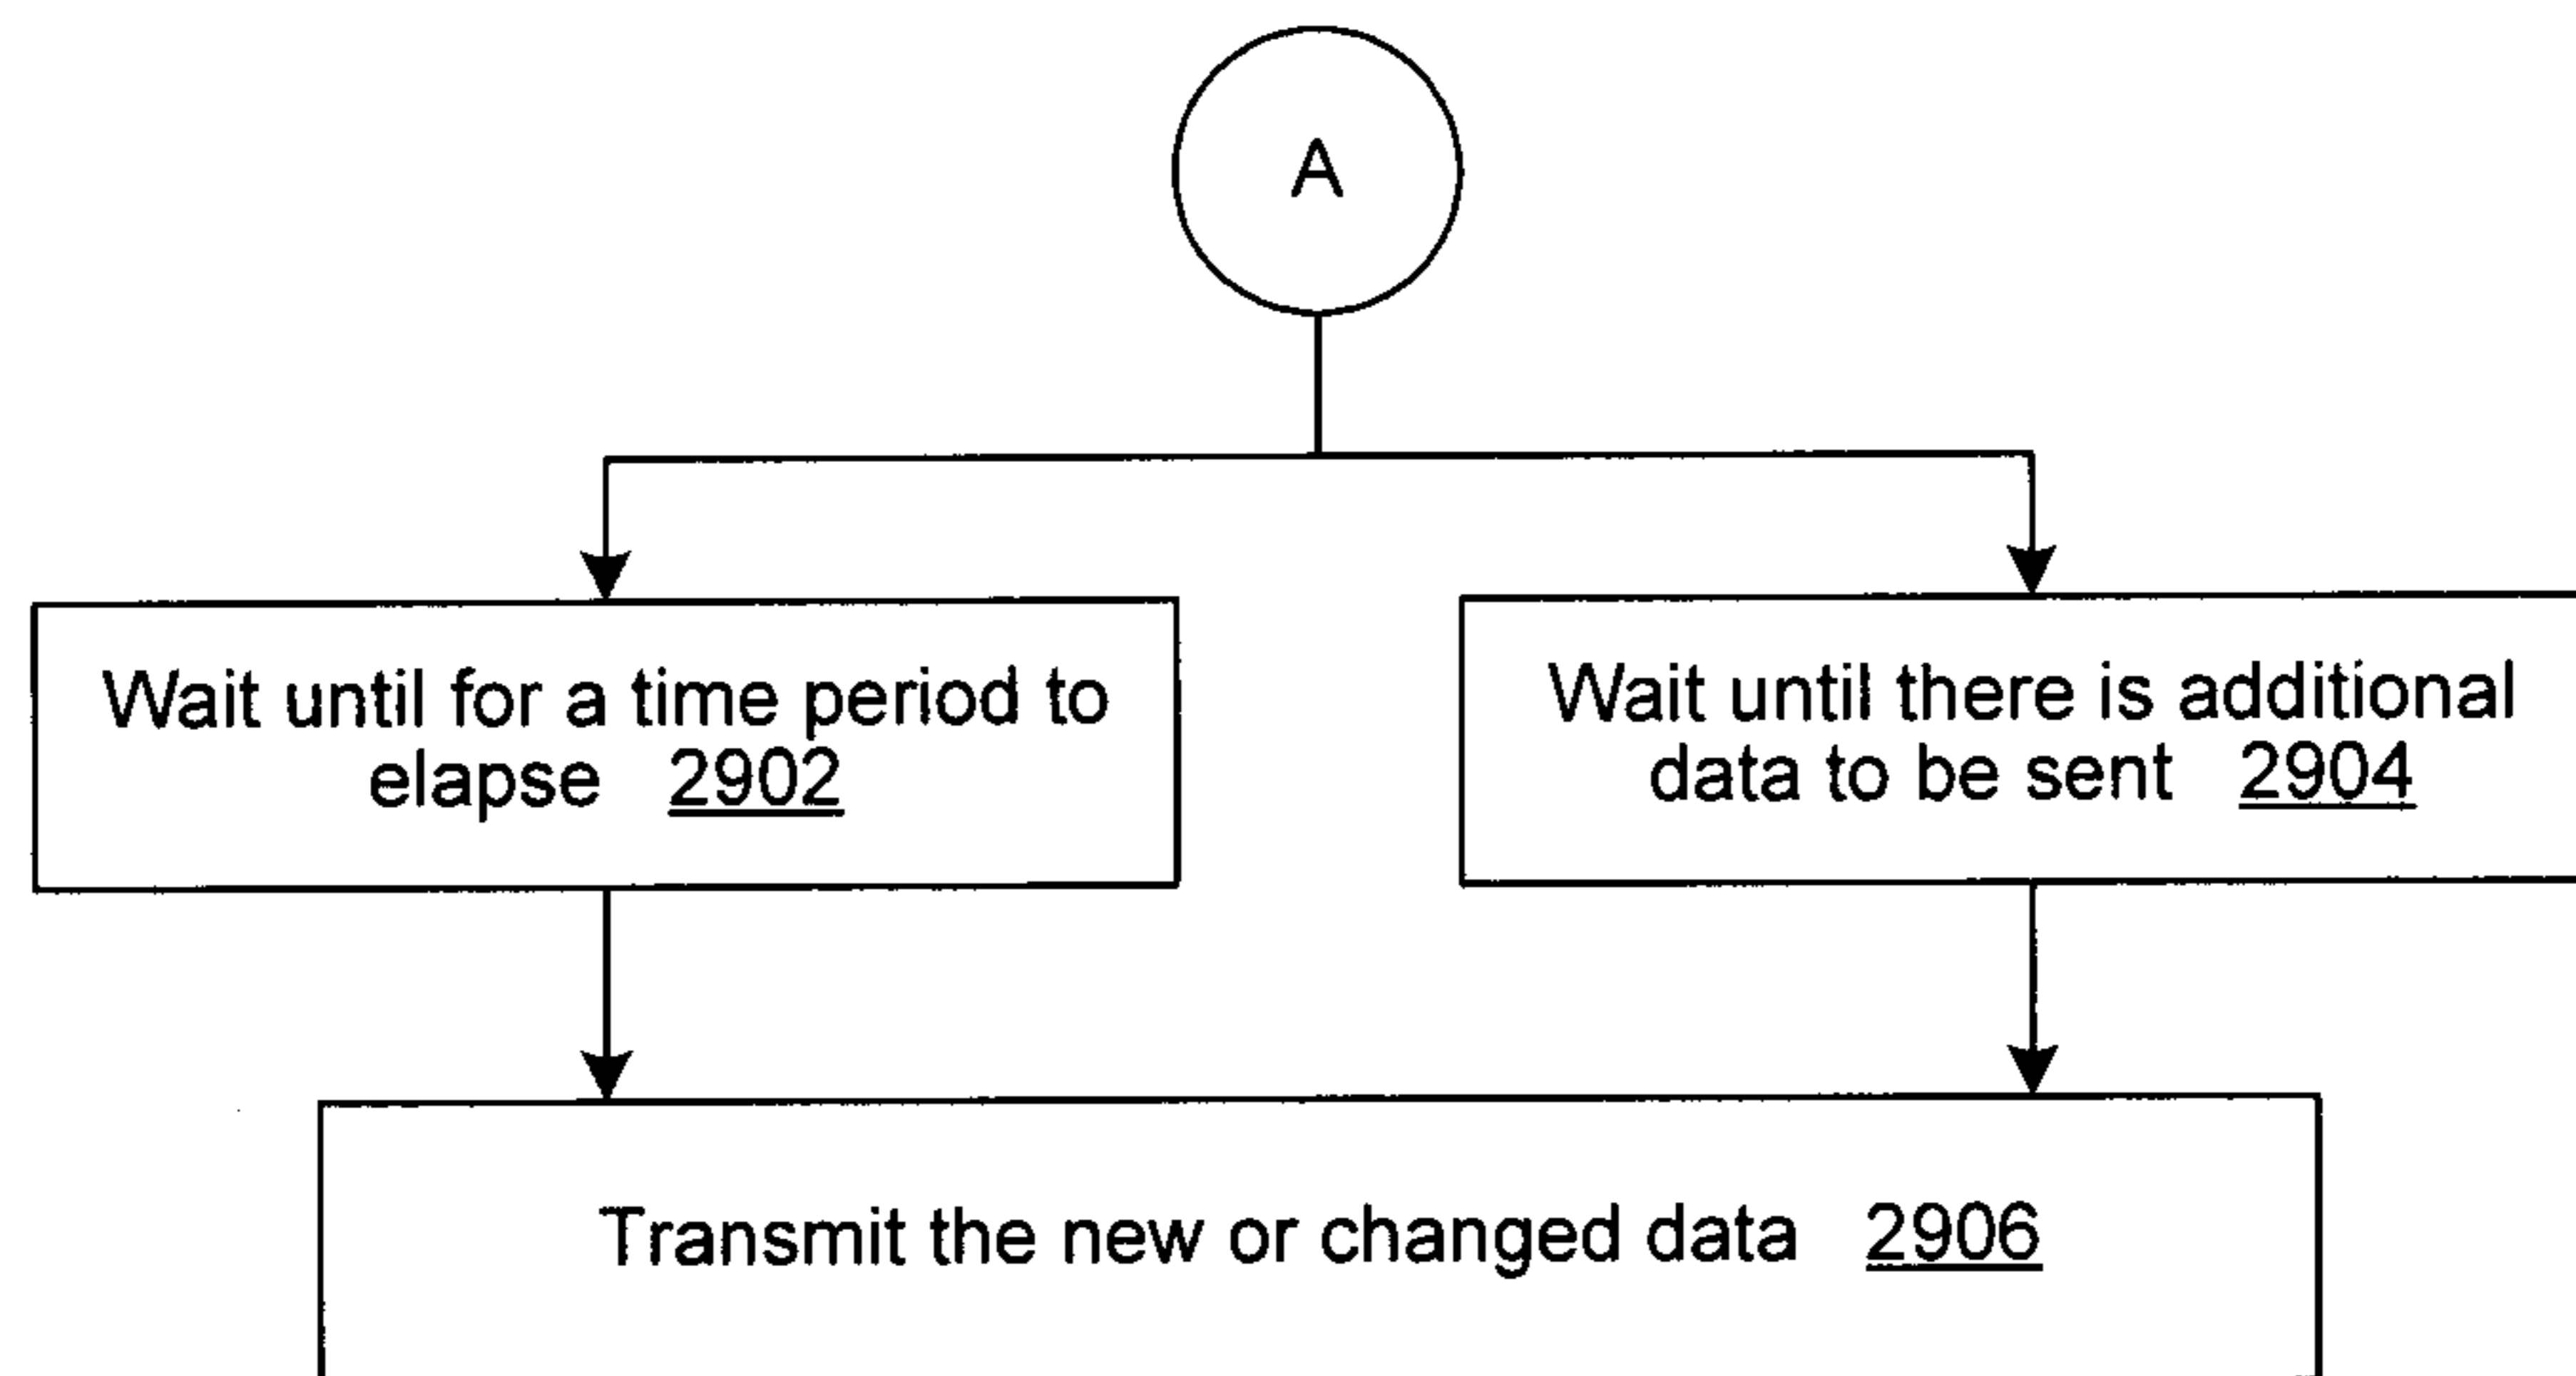 A
Wait until for a time period to
elapse 2902
Wait until there is additional
data to be sent 2904
Transmit the new or changed data 2906